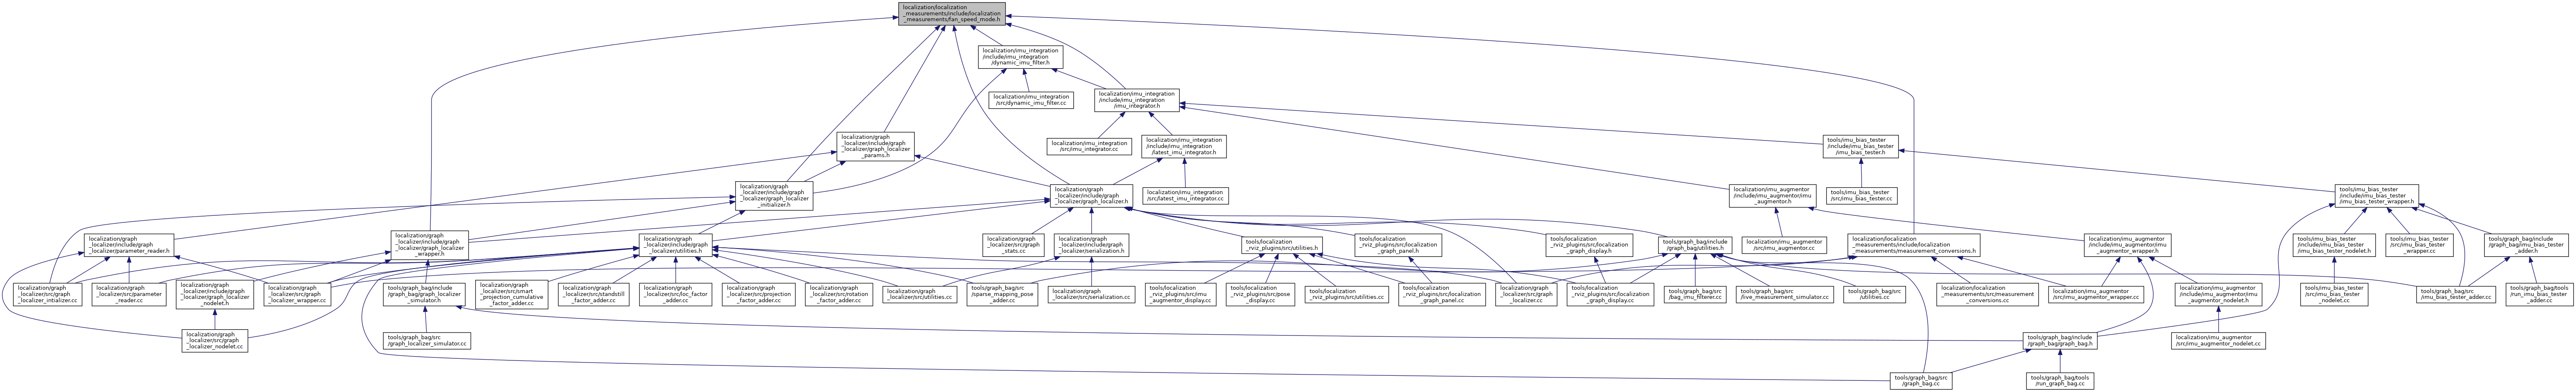 localization/localization
_measurements/include/localization
_measurements/fan_speed_mode.h
localization/imu_integration
/include/imu_integration
/dynamic_imu_filter.h
localization/imu_integration
/src/dynamic_imu_filter.cc
localization/imu_integration
/include/imu_integration
/imu_integrator.h
localization/graph
_localizer/include/graph
_localizer/graph_localizer
_params.h
localization/imu_integration
/src/imu_integrator.cc
localization/imu_integration
/include/imu_integration
/latest_imu_integrator.h
tools/imu_bias_tester
/include/imu_bias_tester
/imu_bias_tester.h
localization/graph
_localizer/include/graph
_localizer/graph_localizer
_initializer.h
localization/graph
_localizer/include/graph
_localizer/graph_localizer.h
localization/imu_integration
/src/latest_imu_integrator.cc
localization/imu_augmentor
/include/imu_augmentor/imu
_augmentor.h
tools/imu_bias_tester
/src/imu_bias_tester.cc
tools/imu_bias_tester
/include/imu_bias_tester
/imu_bias_tester_wrapper.h
localization/graph
_localizer/include/graph
_localizer/parameter_reader.h
localization/graph
_localizer/include/graph
_localizer/graph_localizer
_wrapper.h
localization/graph
_localizer/include/graph
_localizer/utilities.h
localization/graph
_localizer/src/graph
_stats.cc
localization/graph
_localizer/include/graph
_localizer/serialization.h
tools/localization
_rviz_plugins/src/utilities.h
tools/localization
_rviz_plugins/src/localization
_graph_panel.h
tools/localization
_rviz_plugins/src/localization
_graph_display.h
tools/graph_bag/include
/graph_bag/utilities.h
localization/imu_augmentor
/src/imu_augmentor.cc
localization/localization
_measurements/include/localization
_measurements/measurement_conversions.h
localization/imu_augmentor
/include/imu_augmentor/imu
_augmentor_wrapper.h
tools/imu_bias_tester
/include/imu_bias_tester
/imu_bias_tester_nodelet.h
tools/imu_bias_tester
/src/imu_bias_tester
_wrapper.cc
tools/graph_bag/include
/graph_bag/imu_bias_tester
_adder.h
localization/graph
_localizer/src/graph
_localizer_intializer.cc
localization/graph
_localizer/src/parameter
_reader.cc
localization/graph
_localizer/include/graph
_localizer/graph_localizer
_nodelet.h
localization/graph
_localizer/src/graph
_localizer_wrapper.cc
tools/graph_bag/include
/graph_bag/graph_localizer
_simulator.h
localization/graph
_localizer/src/smart
_projection_cumulative
_factor_adder.cc
localization/graph
_localizer/src/standstill
_factor_adder.cc
localization/graph
_localizer/src/loc_factor
_adder.cc
localization/graph
_localizer/src/projection
_factor_adder.cc
localization/graph
_localizer/src/rotation
_factor_adder.cc
localization/graph
_localizer/src/utilities.cc
tools/graph_bag/src
/sparse_mapping_pose
_adder.cc
localization/graph
_localizer/src/serialization.cc
tools/localization
_rviz_plugins/src/imu
_augmentor_display.cc
tools/localization
_rviz_plugins/src/pose
_display.cc
tools/localization
_rviz_plugins/src/utilities.cc
tools/localization
_rviz_plugins/src/localization
_graph_panel.cc
localization/graph
_localizer/src/graph
_localizer.cc
tools/localization
_rviz_plugins/src/localization
_graph_display.cc
tools/graph_bag/src
/bag_imu_filterer.cc
tools/graph_bag/src
/live_measurement_simulator.cc
tools/graph_bag/src
/utilities.cc
localization/localization
_measurements/src/measurement
_conversions.cc
localization/imu_augmentor
/src/imu_augmentor_wrapper.cc
localization/imu_augmentor
/include/imu_augmentor/imu
_augmentor_nodelet.h
tools/imu_bias_tester
/src/imu_bias_tester
_nodelet.cc
tools/graph_bag/src
/imu_bias_tester_adder.cc
tools/graph_bag/tools
/run_imu_bias_tester
_adder.cc
localization/graph
_localizer/src/graph
_localizer_nodelet.cc
tools/graph_bag/src
/graph_localizer_simulator.cc
tools/graph_bag/include
/graph_bag/graph_bag.h
localization/imu_augmentor
/src/imu_augmentor_nodelet.cc
tools/graph_bag/src
/graph_bag.cc
tools/graph_bag/tools
/run_graph_bag.cc